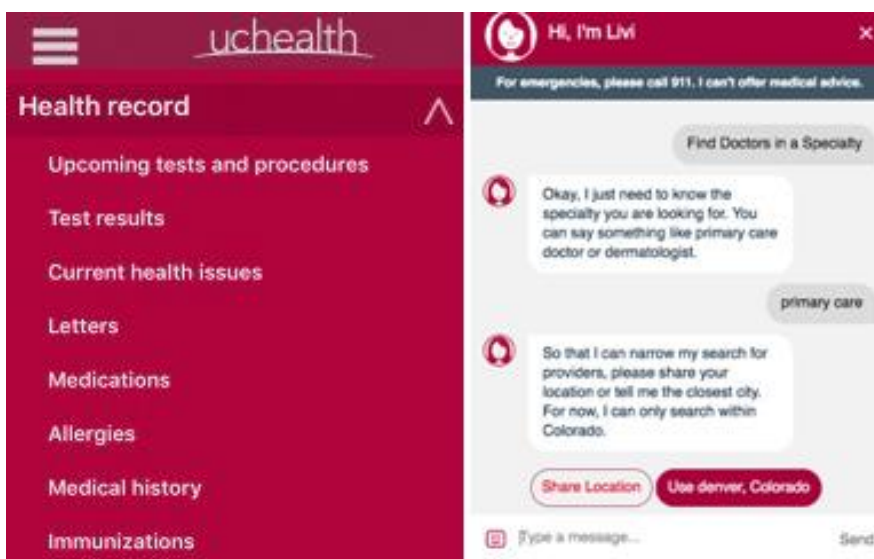 uchealth
Health record
Upcoming tests and procedures
Test results
Current health issues
Letters
Medications
Allergies
Medical history
Immunizations
Hi, I'm Livi
For emergencies, please call 911. I can't offer medical advice.
Find Doctors in a Specialty
Okay, I just need to know the
specialty you are looking for. You
can say something like primary care
doctor or dermatologist.
primary care
So that I can narrow my search for
providers, please share your
location or tell me the closest city.
For now, I can only search within
Colorado.
Share Location
Use denver, Colorado
Type a message...
Send